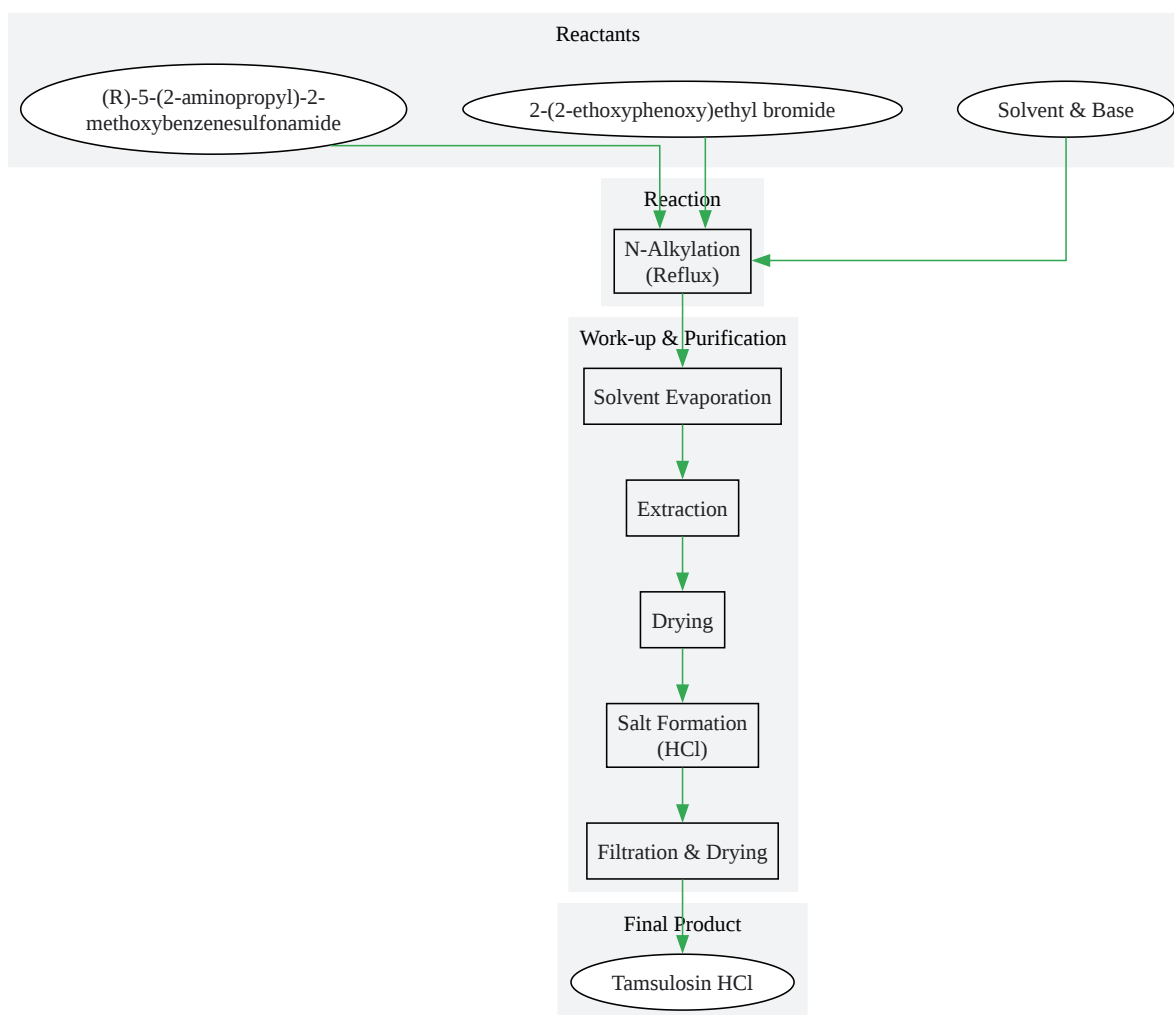 Reactants
(R)-5-(2-aminopropyl)-2-
methoxybenzenesulfonamide
2-(2-ethoxyphenoxy)ethyl bromide
Solvent & Base
Reaction
N-Alkylation
(Reflux)
Work-up & Purification
Solvent Evaporation
Extraction
Drying
Salt Formation
(HCl)
Filtration & Drying
Final Product
Tamsulosin HCl